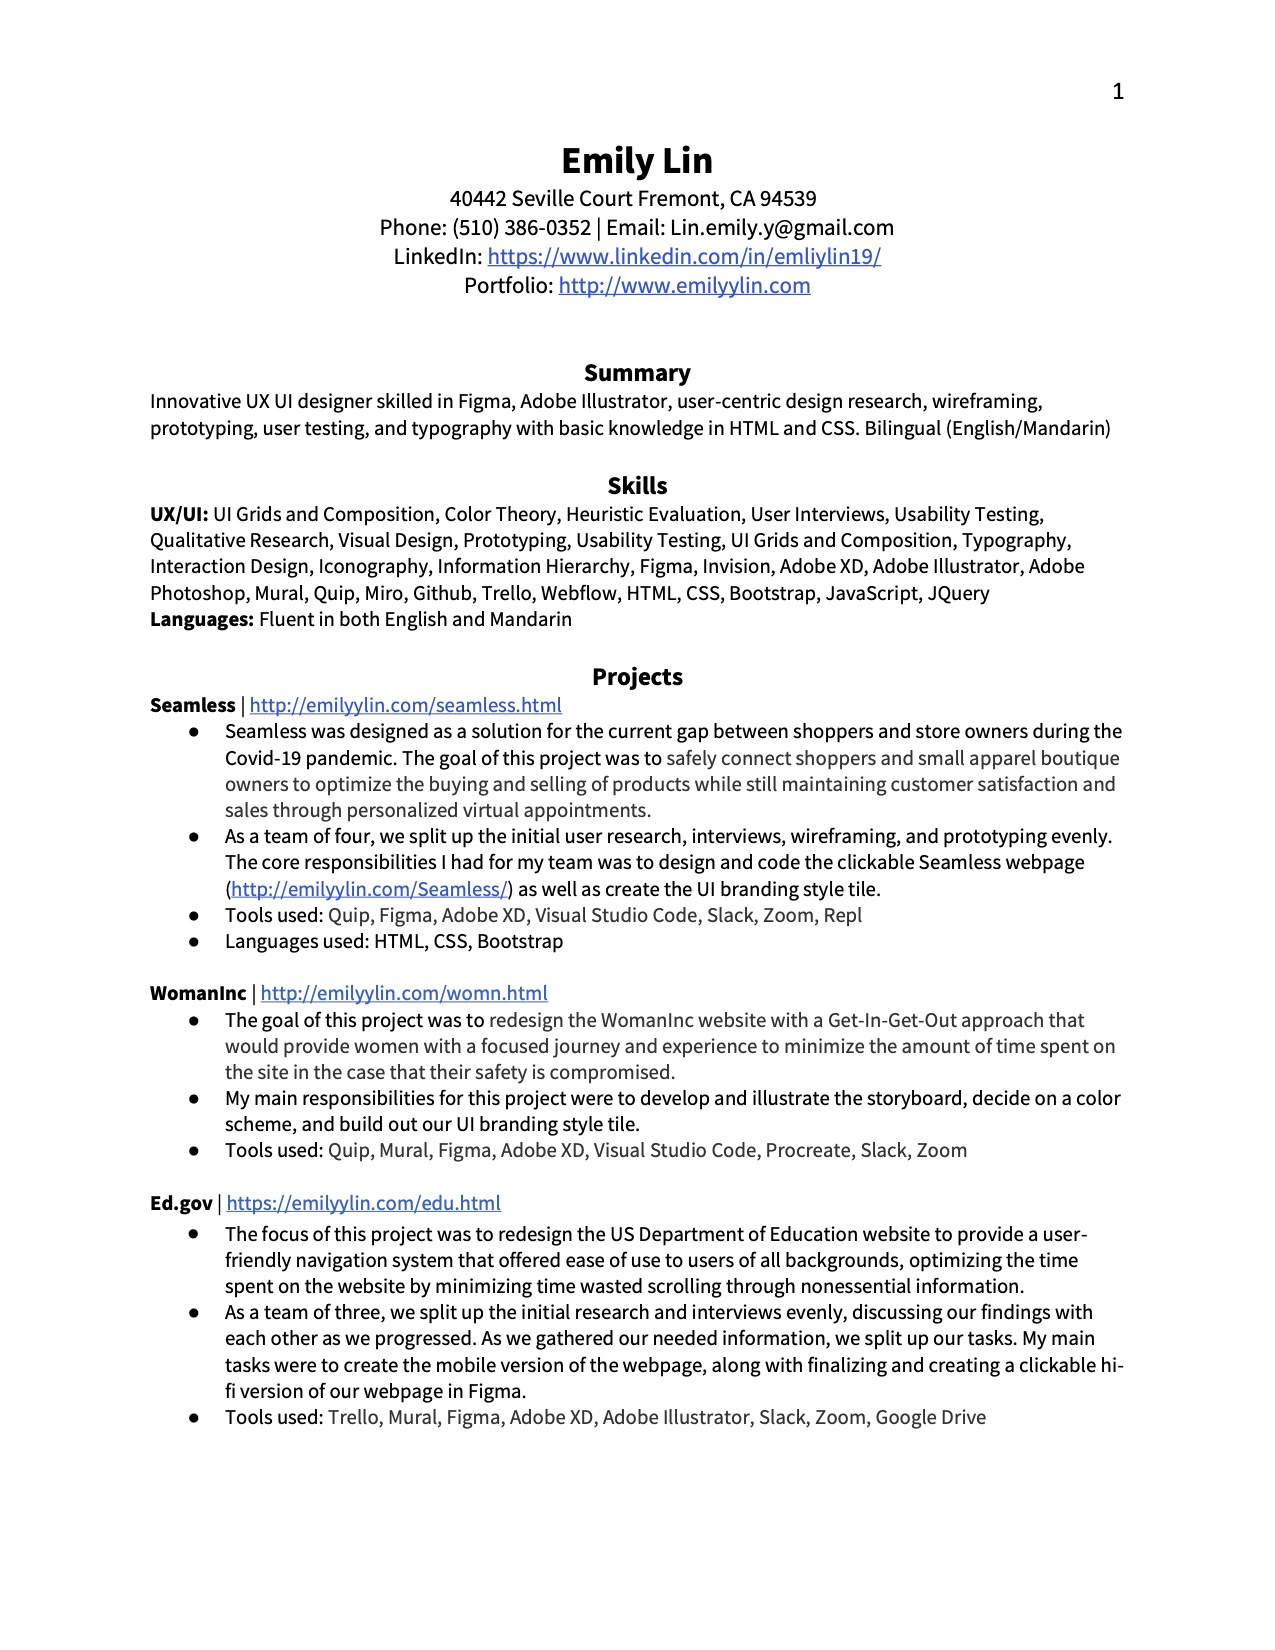 1
Emily Lin
40442 Seville Court Fremont, CA 94539
Phone: (510) 386-0352 | Email: Lin.emily.y@gmail.com
LinkedIn: https://www.linkedin.com/in/emliylin19/
Portfolio: http://www.emilyylin.com
Summary
Innovative UX UI designer skilled in Figma, Adobe Illustrator, user-centric design research, wireframing,
prototyping, user testing, and typography with basic knowledge in HTML and CSS. Bilingual (English/Mandarin)
Skills
UX/UI: UI Grids and Composition, Color Theory, Heuristic Evaluation, User Interviews, Usability Testing,
Qualitative Research, Visual Design, Prototyping, Usability Testing, UI Grids and Composition, Typography,
Interaction Design, Iconography, Information Hierarchy, Figma, Invision, Adobe XD, Adobe Illustrator, Adobe
Photoshop, Mural, Quip, Miro, Github, Trello, Webflow, HTML, CSS, Bootstrap, JavaScript, JQuery
Languages: Fluent in both English and Mandarin
Projects
Seamless | http://emilyylin.com/seamless.html
● Seamless was designed as a solution for the current gap between shoppers and store owners during the
Covid-19 pandemic. The goal of this project was to safely connect shoppers and small apparel boutique
owners to optimize the buying and selling of products while still maintaining customer satisfaction and
sales through personalized virtual appointments.
● As a team of four, we split up the initial user research, interviews, wireframing, and prototyping evenly.
The core responsibilities I had for my team was to design and code the clickable Seamless webpage
(http://emilyylin.com/Seamless/) as well as create the UI branding style tile.
● Tools used: Quip, Figma, Adobe XD, Visual Studio Code, Slack, Zoom, Repl
● Languages used: HTML, CSS, Bootstrap
WomanInc | http://emilyylin.com/womn.html
● The goal of this project was to redesign the WomanInc website with a Get-In-Get-Out approach that
would provide women with a focused journey and experience to minimize the amount of time spent on
the site in the case that their safety is compromised.
● My main responsibilities for this project were to develop and illustrate the storyboard, decide on a color
scheme, and build out our UI branding style tile.
● Tools used: Quip, Mural, Figma, Adobe XD, Visual Studio Code, Procreate, Slack, Zoom
Ed.gov | https://emilyylin.com/edu.html
● The focus of this project was to redesign the US Department of Education website to provide a user-
friendly navigation system that offered ease of use to users of all backgrounds, optimizing the time
spent on the website by minimizing time wasted scrolling through nonessential information.
● As a team of three, we split up the initial research and interviews evenly, discussing our findings with
each other as we progressed. As we gathered our needed information, we split up our tasks. My main
tasks were to create the mobile version of the webpage, along with finalizing and creating a clickable hi-
fi version of our webpage in Figma.
● Tools used: Trello, Mural, Figma, Adobe XD, Adobe Illustrator, Slack, Zoom, Google Drive